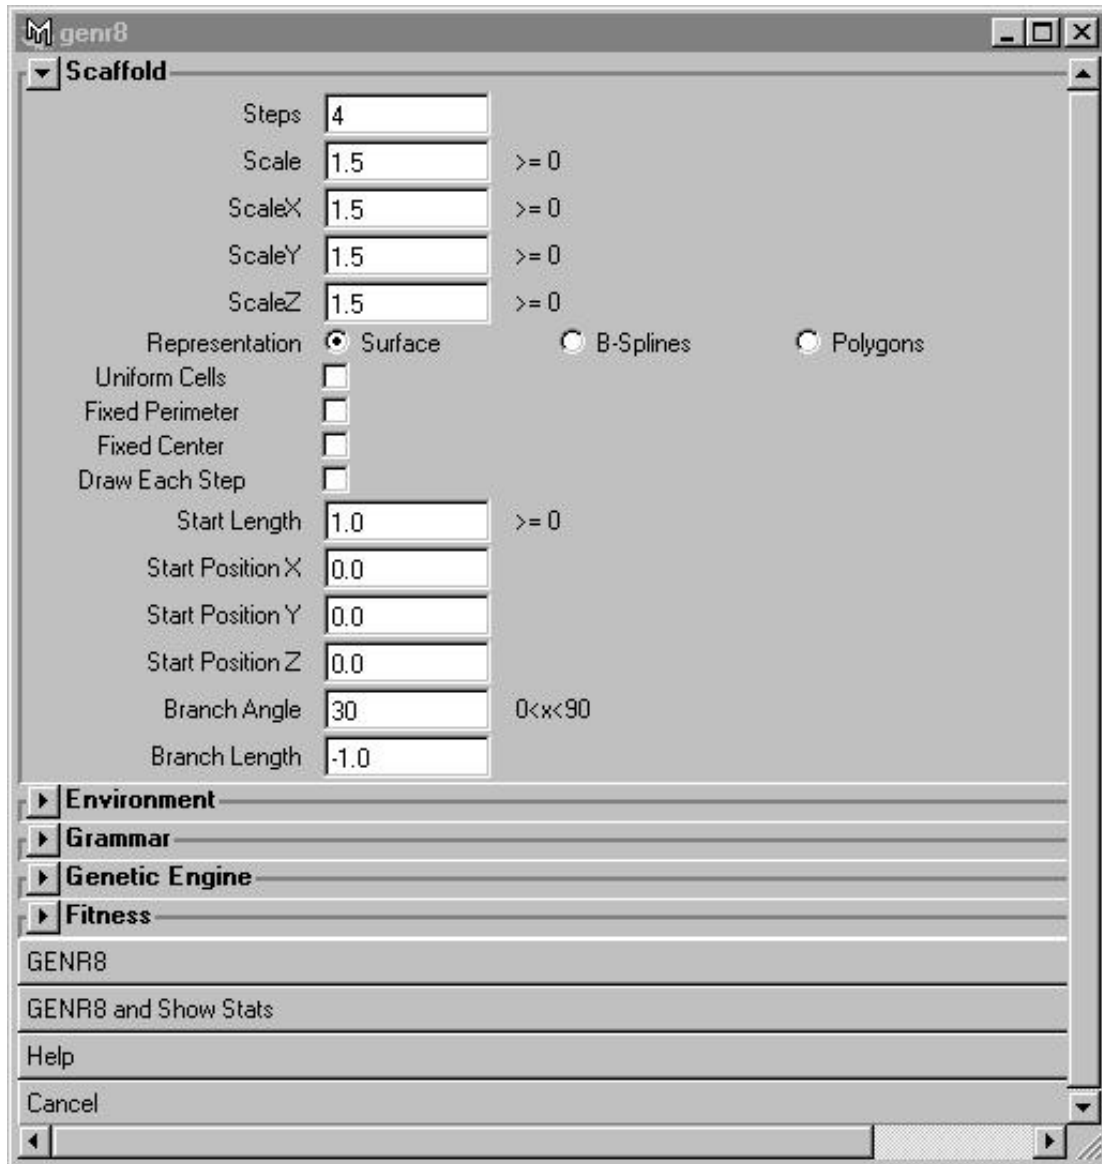 genr8
Scaffold
Steps 4
Scale 1.5 >= 0
ScaleX 1.5 >= 0
ScaleY 1.5 >= 0
ScaleZ 1.5 >= 0
Representation Surface B-Splines Polygons
Uniform Cells
Fixed Perimeter
Fixed Center
Draw Each Step
Start Length 1.0 >= 0
Start Position X 0.0
Start Position Y 0.0
Start Position Z 0.0
Branch Angle 30 0<x<90
Branch Length -1.0
Environment
Grammar
Genetic Engine
Fitness
GENR8
GENR8 and Show Stats
Help
Cancel